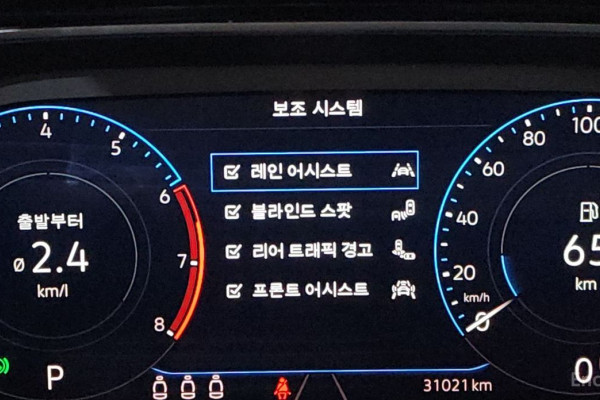 보조 시스템
4
5
6
7
8
출발부터
ø 2.4
km/l
P
레인 어시스트
블라인드 스팟
리어 트래픽 경고
프론트 어시스트
100
80
60
40
20
km/h
0
65
km
0
31021 km